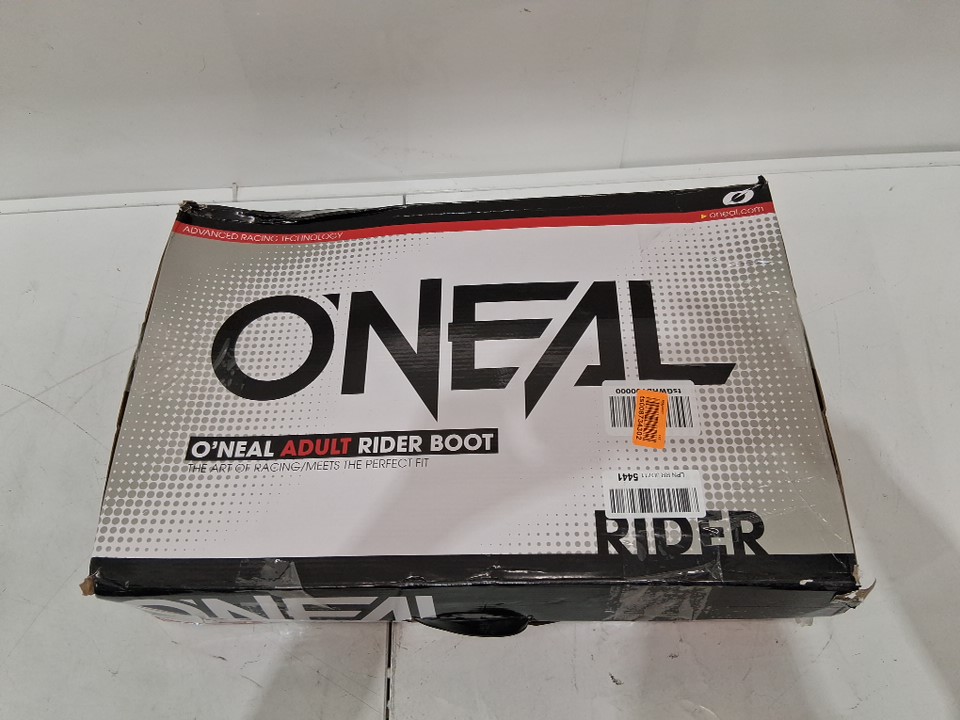 ADVANCED RACING TECHNOLOGY
oneal.com
O'NEAL
O'NEAL ADULT RIDER BOOT
THE ART OF RACING/MEETS THE PERFECT FIT
5441
RIDER
O'NEAL